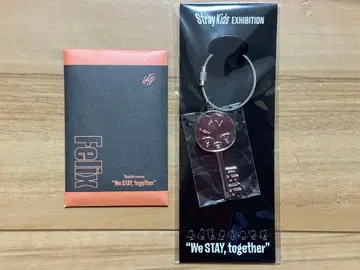 Felix
"We STAY, together"
Stray Kids EXHIBITION
"We STAY, together"